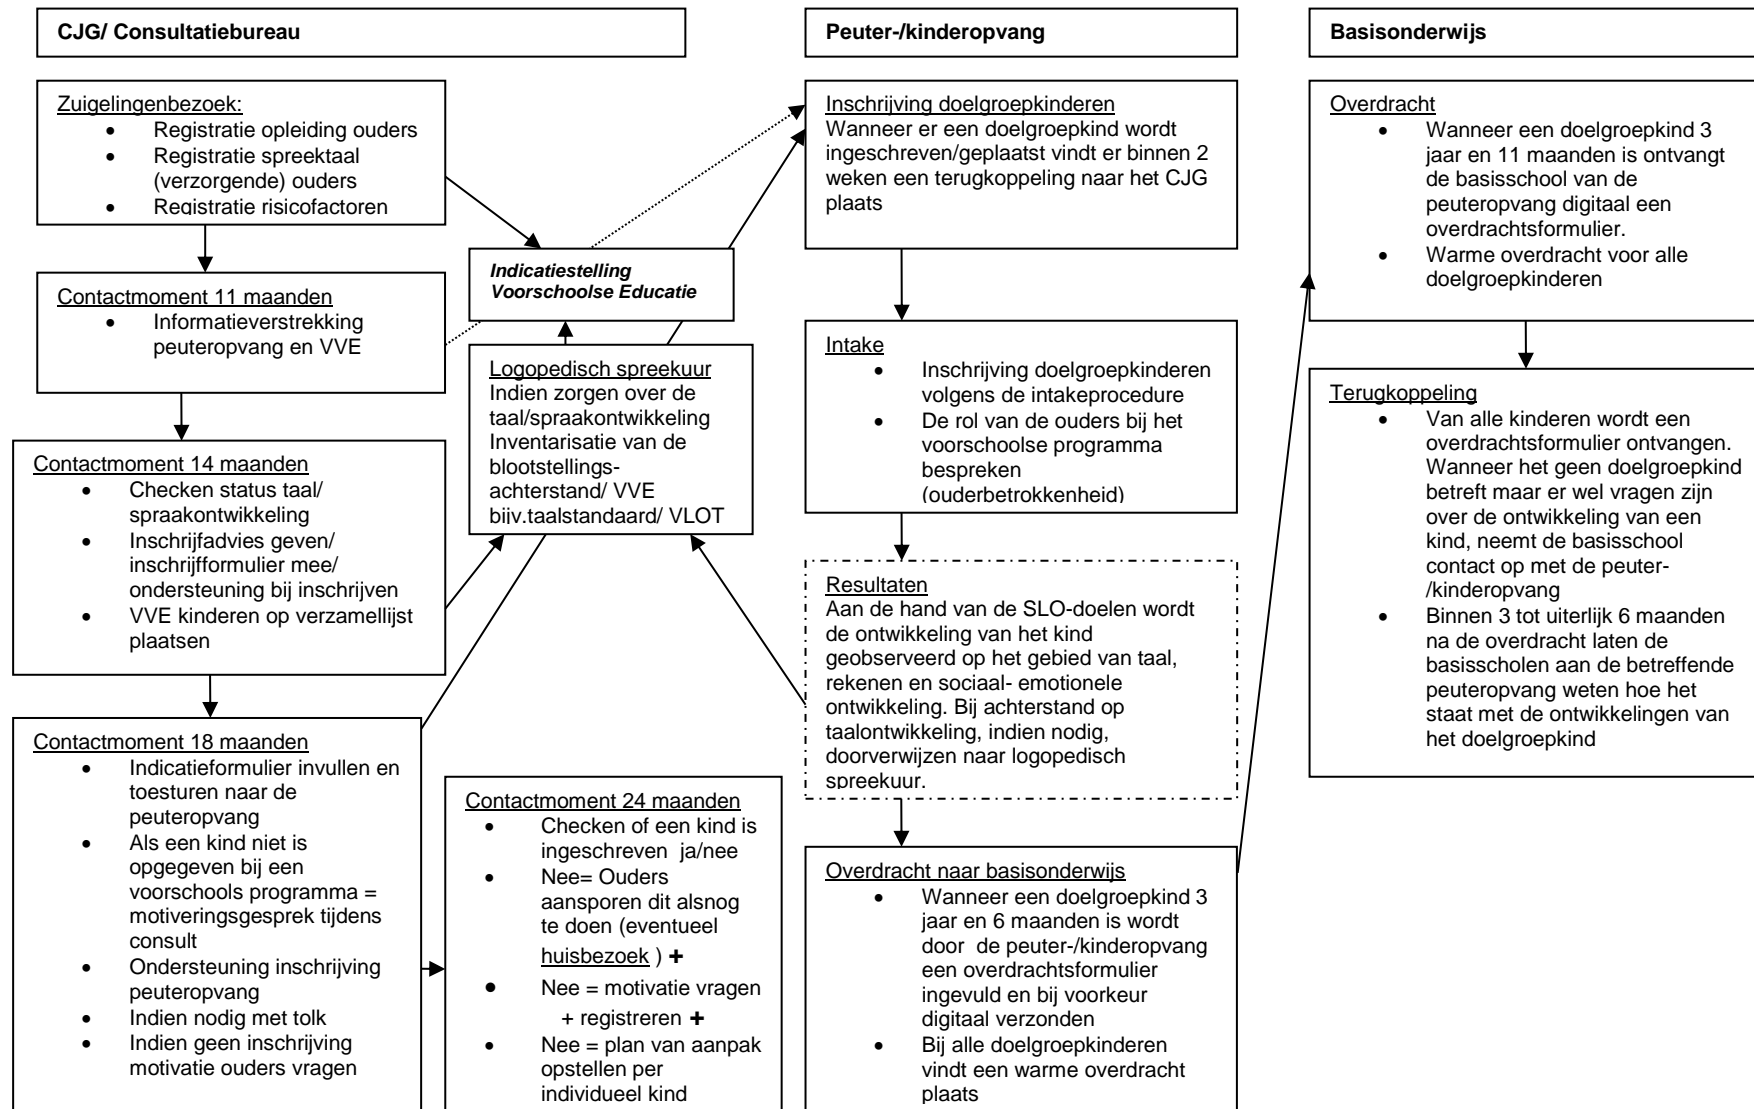 CJG/ Consultatiebureau
Zuigelingenbezoek:
• Registratie opleiding ouders
• Registratie spreektaal
(verzorgende) ouders
• Registratie risicofactoren
Contactmoment 11 maanden
• Informatieverstrekking
peuteropvang en VVE
Contactmoment 14 maanden
• Checken status taal/
spraakontwikkeling
• Inschrijfadvies geven/
inschrijfformulier mee/
ondersteuning bij inschrijven
• VVE kinderen op verzamellijst
plaatsen
Contactmoment 18 maanden
• Indicatieformulier invullen en
toesturen naar de
peuteropvang
• Als een kind niet is
opgegeven bij een
voorschools programma =
motiveringsgesprek tijdens
consult
• Ondersteuning inschrijving
peuteropvang
• Indien nodig met tolk
• Indien geen inschrijving
motivatie ouders vragen
Indicatiestelling
Voorschoolse Educatie
Logopedisch spreekuur
Indien zorgen over de
taal/spraakontwikkeling
Inventarisatie van de
blootstellings-
achterstand/ VVE
bijv.taalstandaard/ VLOT
Contactmoment 24 maanden
• Checken of een kind is
ingeschreven ja/nee
• Nee= Ouders
aansporen dit alsnog
te doen (eventueel
huisbezoek ) +
• Nee = motivatie vragen
+ registreren +
• Nee = plan van aanpak
opstellen per
individueel kind
Peuter-/kinderopvang
Inschrijving doelgroepkinderen
Wanneer er een doelgroepkind wordt
ingeschreven/geplaatst vindt er binnen 2
weken een terugkoppeling naar het CJG
plaats
Intake
• Inschrijving doelgroepkinderen
volgens de intakeprocedure
• De rol van de ouders bij het
voorschoolse programma
bespreken
(ouderbetrokkenheid)
Resultaten
Aan de hand van de SLO-doelen wordt
de ontwikkeling van het kind
geobserveerd op het gebied van taal,
rekenen en sociaal- emotionele
ontwikkeling. Bij achterstand op
taalontwikkeling, indien nodig,
doorverwijzen naar logopedisch
spreekuur.
Overdracht naar basisonderwijs
• Wanneer een doelgroepkind 3
jaar en 6 maanden is wordt
door de peuter-/kinderopvang
een overdrachtsformulier
ingevuld en bij voorkeur
digitaal verzonden
• Bij alle doelgroepkinderen
vindt een warme overdracht
plaats
Basisonderwijs
Overdracht
• Wanneer een doelgroepkind 3
jaar en 11 maanden is ontvangt
de basisschool van de
peuteropvang digitaal een
overdrachtsformulier.
• Warme overdracht voor alle
doelgroepkinderen
Terugkoppeling
• Van alle kinderen wordt een
overdrachtsformulier ontvangen.
Wanneer het geen doelgroepkind
betreft maar er wel vragen zijn
over de ontwikkeling van een
kind, neemt de basisschool
contact op met de peuter-
/kinderopvang
• Binnen 3 tot uiterlijk 6 maanden
na de overdracht laten de
basisscholen aan de betreffende
peuteropvang weten hoe het
staat met de ontwikkelingen van
het doelgroepkind